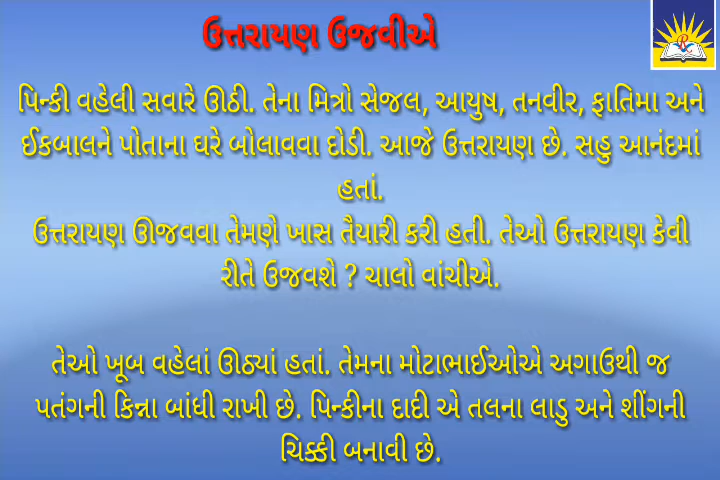 ઉત્તરાયણ ઉજવીએ
પિન્કી વહેલી સવારે ઊઠી. તેના મિત્રો સેજલ, આયુષ, તનવીર, ફાતિમા અને
ઈકબાલને પોતાના ઘરે બોલાવવા દોડી. આજે ઉત્તરાયણ છે. સહુ આનંદમાં
હતાં.
ઉત્તરાયણ ઊજવવા તેમણે ખાસ તૈયારી કરી હતી. તેઓ ઉત્તરાયણ કેવી
રીતે ઉજવશે ? ચાલો વાંચીએ.
તેઓ ખૂબ વહેલાં ઊઠ્યાં હતાં. તેમના મોટાભાઈઓએ અગાઉથી જ
પતંગની કિન્ના બાંધી રાખી છે. પિન્કીના દાદી એ તલના લાડુ અને શીંગની
ચિક્કી બનાવી છે.